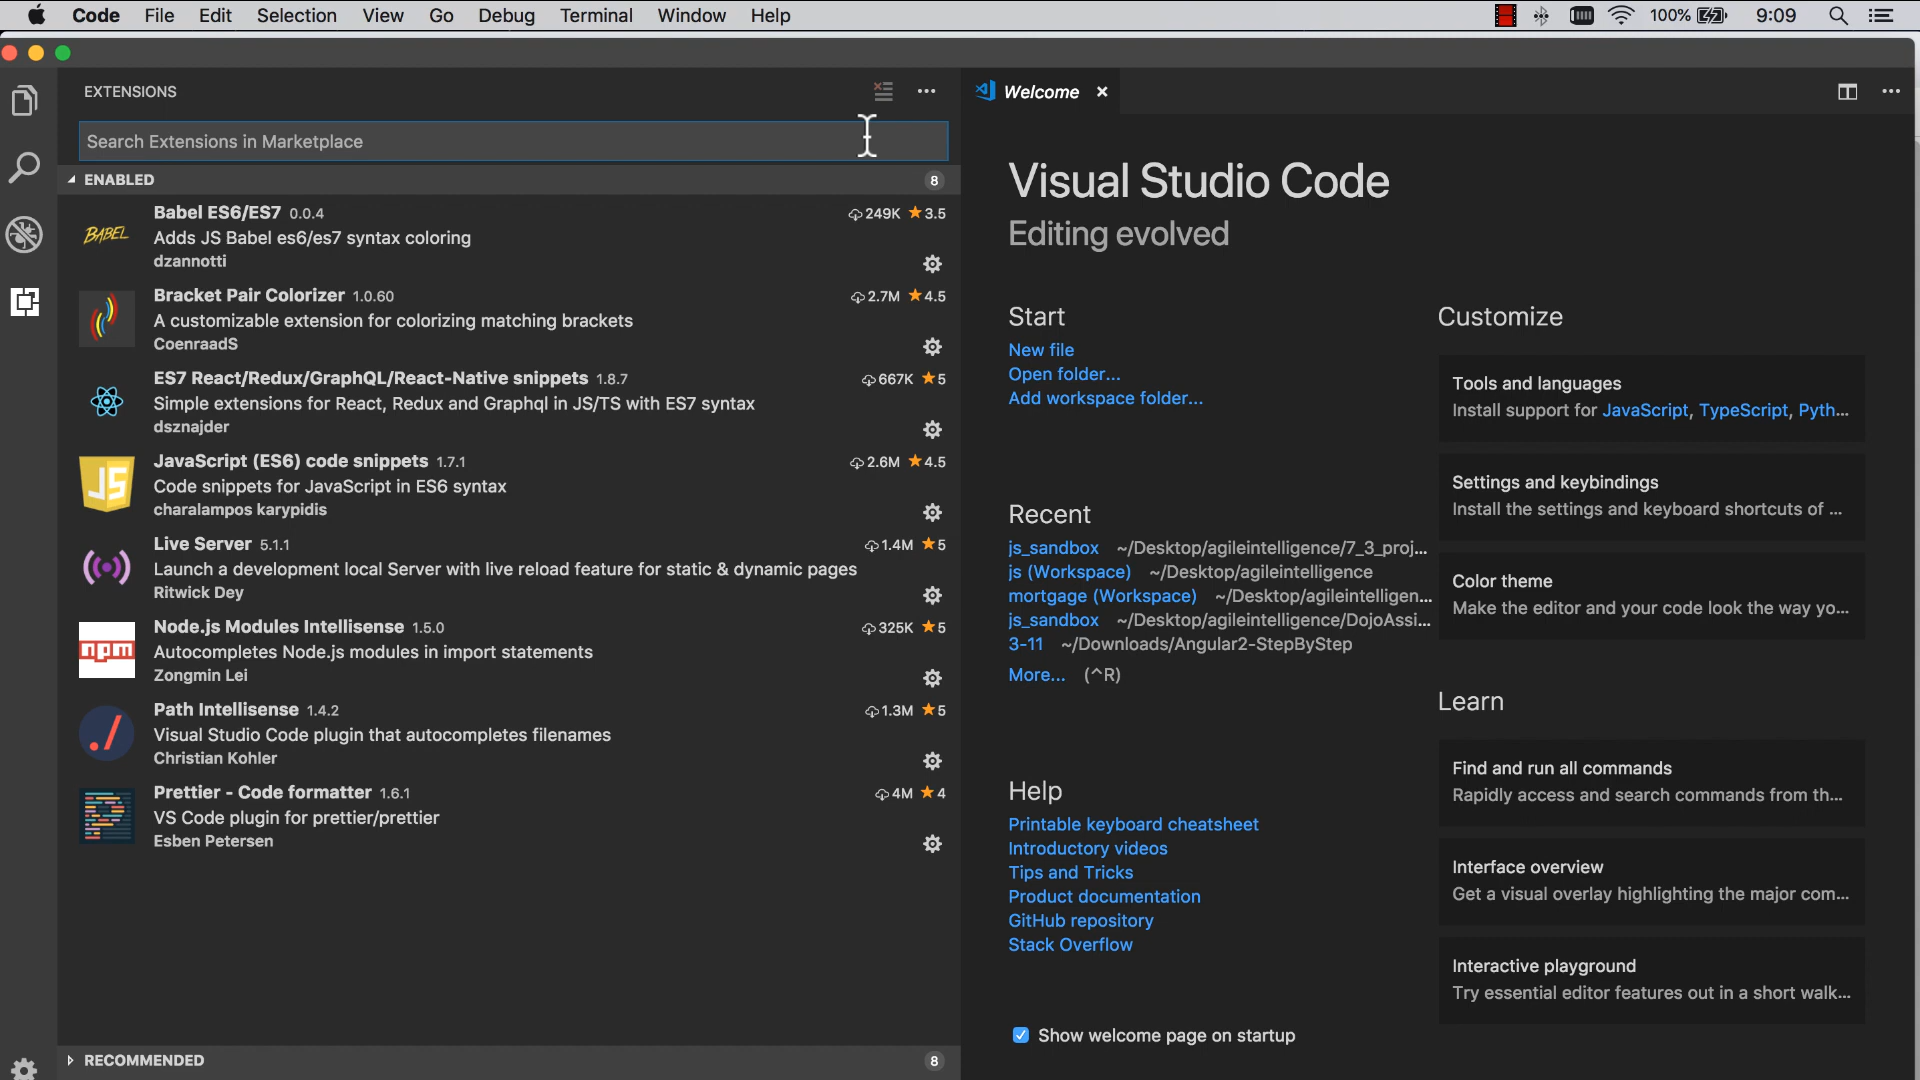 Code File Edit Selection View Go Debug Terminal Window Help 100% 9:09
EXTENSIONS
Search Extensions in Marketplace
ENABLED 8
BABEL
Babel ES6/ES7 0.0.4 249K 3.5
Adds JS Babel es6/es7 syntax coloring
dzannotti
Bracket Pair Colorizer 1.0.60 2.7M 4.5
A customizable extension for colorizing matching brackets
CoenraadS
ES7 React/Redux/GraphQL/React-Native snippets 1.8.7 667K 5
Simple extensions for React, Redux and Graphql in JS/TS with ES7 syntax
dsznajder
JS
JavaScript (ES6) code snippets 1.7.1 2.6M 4.5
Code snippets for JavaScript in ES6 syntax
charalampos karypidis
Live Server 5.1.1 1.4M 5
Launch a development local Server with live reload feature for static & dynamic pages
Ritwick Dey
npm
Node.js Modules Intellisense 1.5.0 325K 5
Autocompletes Node.js modules in import statements
Zongmin Lei
Path Intellisense 1.4.2 1.3M 5
Visual Studio Code plugin that autocompletes filenames
Christian Kohler
Prettier - Code formatter 1.6.1 4M 4
VS Code plugin for prettier/prettier
Esben Petersen
RECOMMENDED 8
Welcome
Visual Studio Code
Editing evolved
Start
New file
Open folder...
Add workspace folder...
Recent
js_sandbox ~/Desktop/agileintelligence/7_3_proj...
js (Workspace) ~/Desktop/agileintelligence
mortgage (Workspace) ~/Desktop/agileintelligen...
js_sandbox ~/Desktop/agileintelligence/DojoAssi...
3-11 ~/Downloads/Angular2-StepByStep
More... (^R)
Help
Printable keyboard cheatsheet
Introductory videos
Tips and Tricks
Product documentation
GitHub repository
Stack Overflow
Show welcome page on startup
Customize
Tools and languages
Install support for JavaScript, TypeScript, Pyth...
Settings and keybindings
Install the settings and keyboard shortcuts of ...
Color theme
Make the editor and your code look the way yo...
Learn
Find and run all commands
Rapidly access and search commands from th...
Interface overview
Get a visual overlay highlighting the major com...
Interactive playground
Try essential editor features out in a short walk...